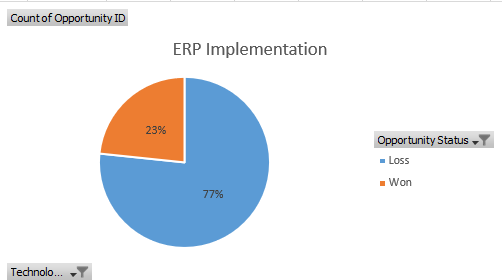 Count of Opportunity ID
ERP Implementation
23%
77%
Opportunity Status
Loss
Won
Technolo...